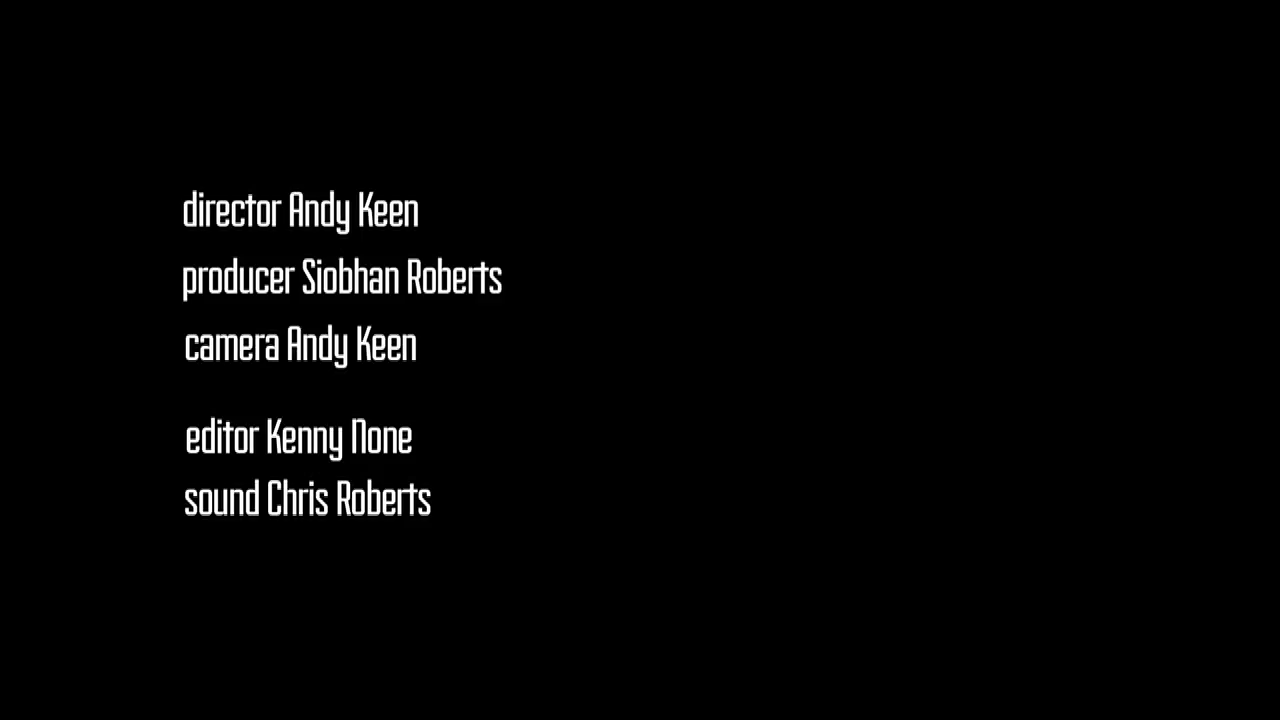 director Andy Keen
producer Siobhan Roberts
camera Andy Keen
editor Kenny None
sound Chris Roberts